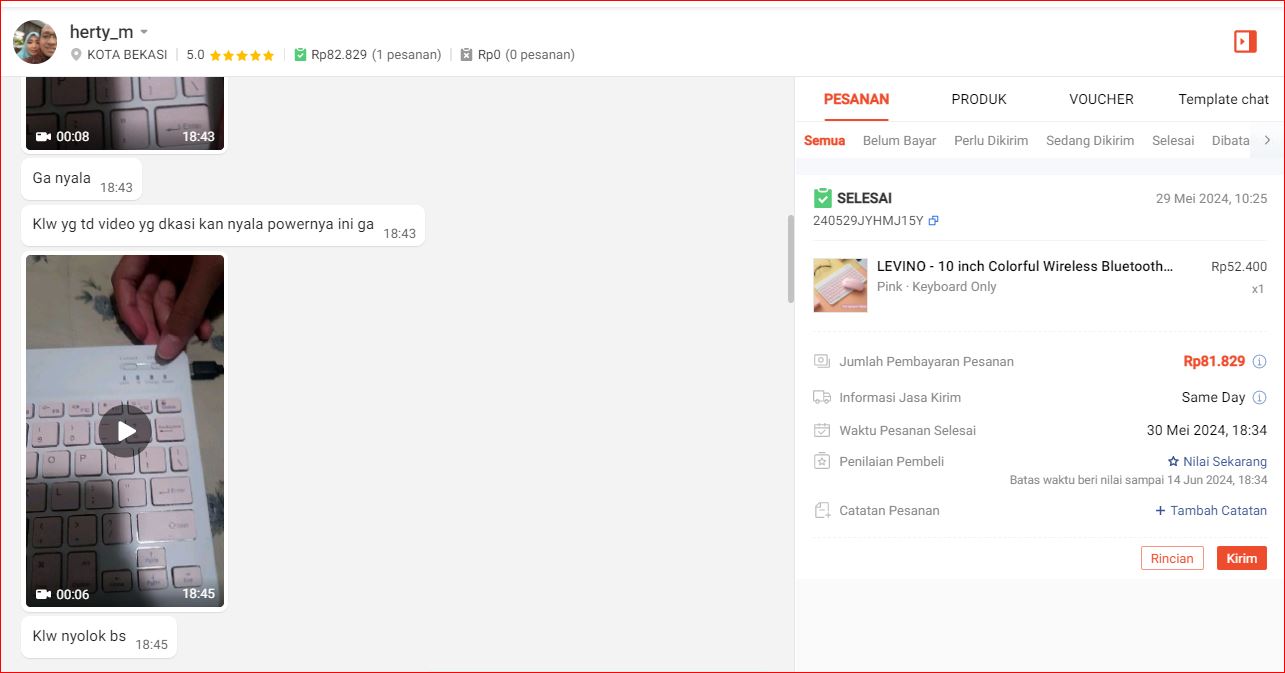 herty_m
KOTA BEKASI | 5.0 | Rp82.829 (1 pesanan) | Rp0 (0 pesanan)
00:08 18:43
Ga nyala 18:43
Klw yg td video yg dkasi kan nyala powernya ini ga 18:43
00:06 18:45
Klw nyolok bs 18:45
PESANAN PRODUK VOUCHER Template chat
Semua Belum Bayar Perlu Dikirim Sedang Dikirim Selesai Dibata
SELESAI 29 Mei 2024, 10:25
240529JYHMJ15Y
LEVINO - 10 inch Colorful Wireless Bluetooth... Rp52.400
Pink · Keyboard Only x1
Jumlah Pembayaran Pesanan Rp81.829
Informasi Jasa Kirim Same Day
Waktu Pesanan Selesai 30 Mei 2024, 18:34
Penilaian Pembeli Nilai Sekarang
Batas waktu beri nilai sampai 14 Jun 2024, 18:34
Catatan Pesanan + Tambah Catatan
Rincian Kirim